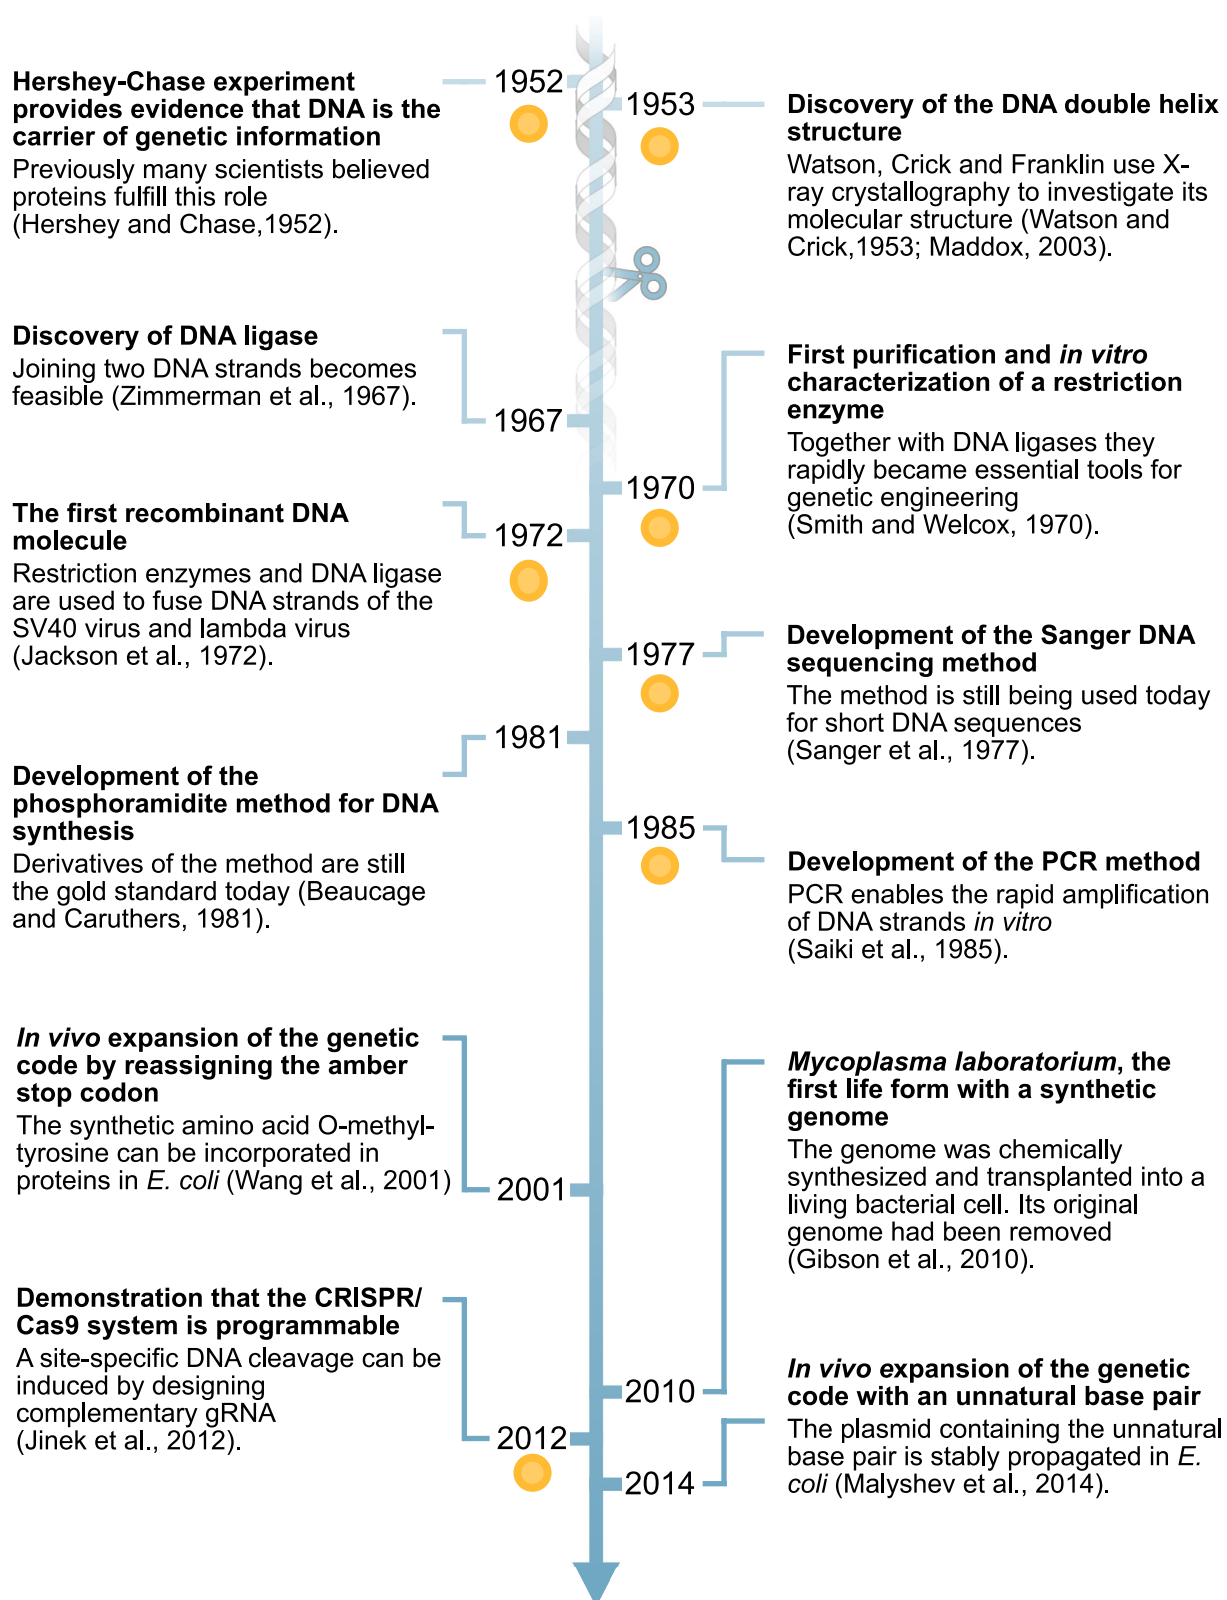 1952
Hershey-Chase experiment
provides evidence that DNA is the
carrier of genetic information
Previously many scientists believed
proteins fulfill this role
(Hershey and Chase,1952).
1953
Discovery of the DNA double helix
structure
Watson, Crick and Franklin use X-
ray crystallography to investigate its
molecular structure (Watson and
Crick,1953; Maddox, 2003).
Discovery of DNA ligase
Joining two DNA strands becomes
feasible (Zimmerman et al., 1967).
1967
First purification and in vitro
characterization of a restriction
enzyme
Together with DNA ligases they
rapidly became essential tools for
genetic engineering
(Smith and Welcox, 1970).
1970
The first recombinant DNA
molecule
Restriction enzymes and DNA ligase
are used to fuse DNA strands of the
SV40 virus and lambda virus
(Jackson et al., 1972).
1972
1977
Development of the Sanger DNA
sequencing method
The method is still being used today
for short DNA sequences
(Sanger et al., 1977).
1981
Development of the
phosphoramidite method for DNA
synthesis
Derivatives of the method are still
the gold standard today (Beaucage
and Caruthers, 1981).
1985
Development of the PCR method
PCR enables the rapid amplification
of DNA strands in vitro
(Saiki et al., 1985).
In vivo expansion of the genetic
code by reassigning the amber
stop codon
The synthetic amino acid O-methyl-
tyrosine can be incorporated in
proteins in E. coli (Wang et al., 2001)
2001
Mycoplasma laboratorium, the
first life form with a synthetic
genome
The genome was chemically
synthesized and transplanted into a
living bacterial cell. Its original
genome had been removed
(Gibson et al., 2010).
2010
Demonstration that the CRISPR/
Cas9 system is programmable
A site-specific DNA cleavage can be
induced by designing
complementary gRNA
(Jinek et al., 2012).
2012
In vivo expansion of the genetic
code with an unnatural base pair
The plasmid containing the unnatural
base pair is stably propagated in E.
coli (Malyshev et al., 2014).
2014